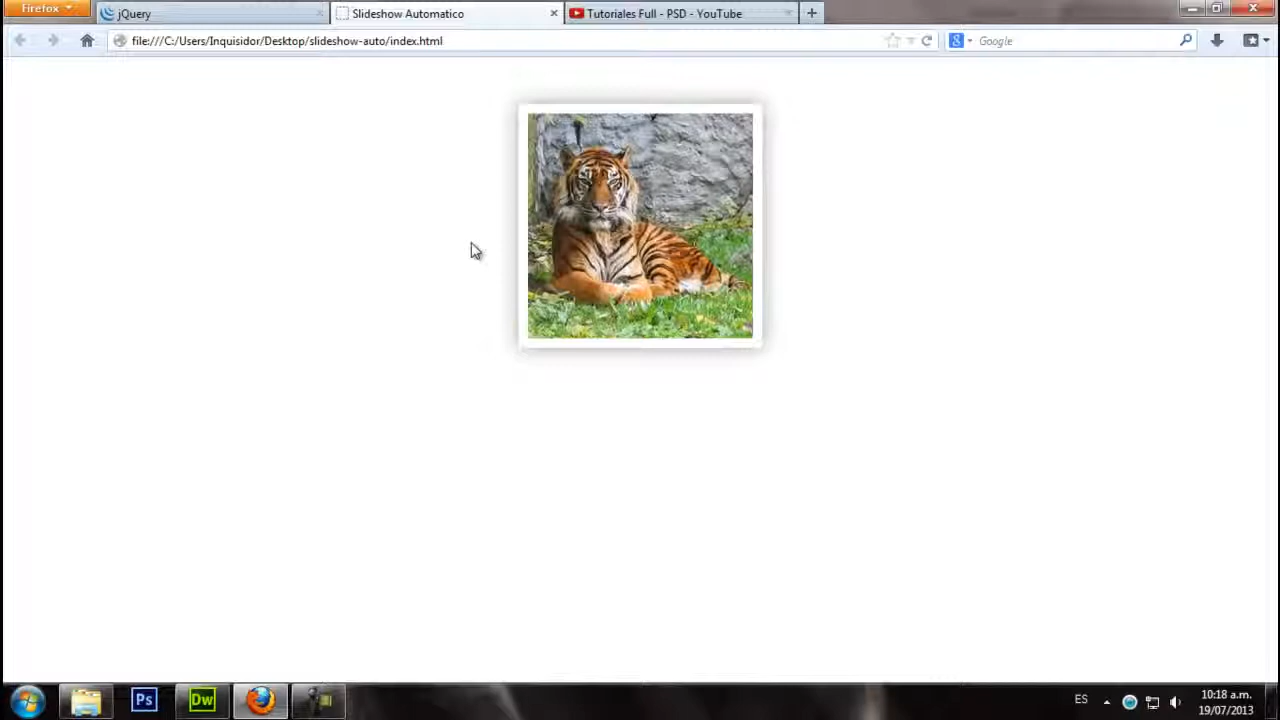 Firefox
jQuery
Slideshow Automatico
Tutoriales Full - PSD - YouTube
file:///C:/Users/Inquisidor/Desktop/slideshow-auto/index.html
8
Google
Ps
Dw
ES
10:18 a.m.
19/07/2013